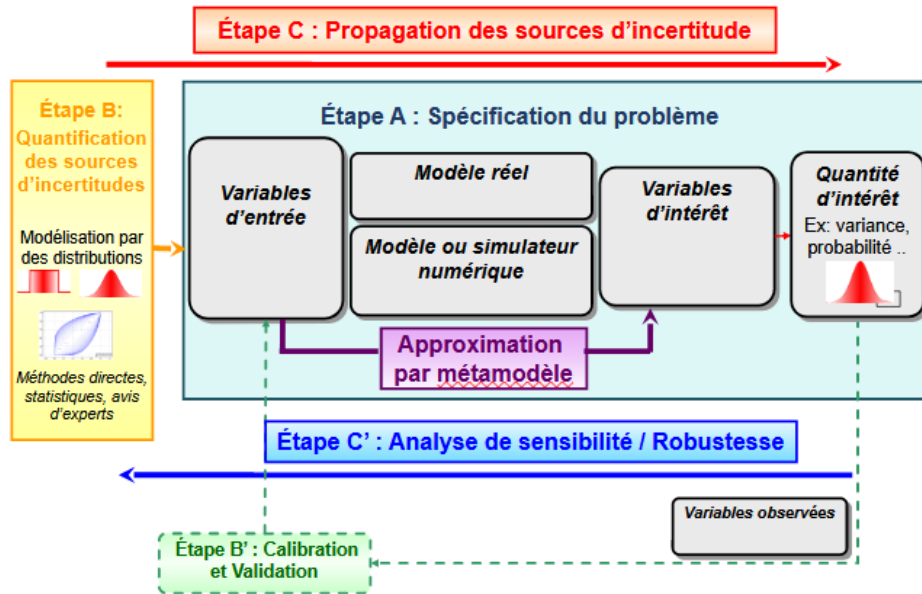 Étape C : Propagation des sources d'incertitude
Étape B:
Quantification
des sources
d'incertitudes
Modélisation par
des distributions
Méthodes directes,
statistiques, avis
d'experts
Étape A : Spécification du problème
Variables
d'entrée
Modèle réel
Modèle ou simulateur
numérique
Variables
d'intérêt
Quantité
d'intérêt
Ex: variance,
probabilité ..
Approximation
par métamodèle
Étape C' : Analyse de sensibilité / Robustesse
Variables observées
Étape B' : Calibration
et Validation